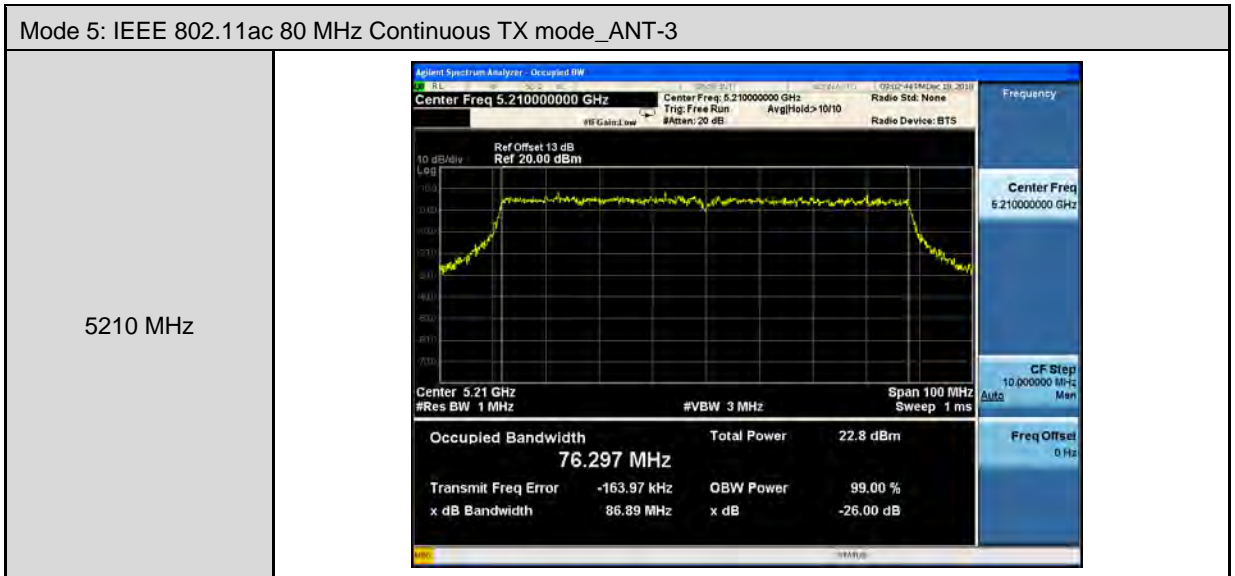 Mode 5: IEEE 802.11ac 80 MHz Continuous TX mode_ANT-3
5210 MHz
Agilent Spectrum Analyzer - Occupied BW
RL
Center Freq 5.210000000 GHz
#IFGain:Low
Center Freq: 5.210000000 GHz
Trig: Free Run Avg|Hold:>10/10
#Atten: 20 dB
Radio Std: None
Radio Device: BTS
Frequency
Ref Offset 13 dB
10 dB/div Ref 20.00 dBm
Log
Center Freq
5.210000000 GHz
Center 5.21 GHz Span 100 MHz
#Res BW 1 MHz #VBW 3 MHz Sweep 1 ms
CF Step
10.000000 MHz
Auto Man
Occupied Bandwidth Total Power 22.8 dBm
76.297 MHz
Transmit Freq Error -163.97 kHz OBW Power 99.00 %
x dB Bandwidth 86.89 MHz x dB -26.00 dB
Freq Offset
0 Hz
MSG STATUS